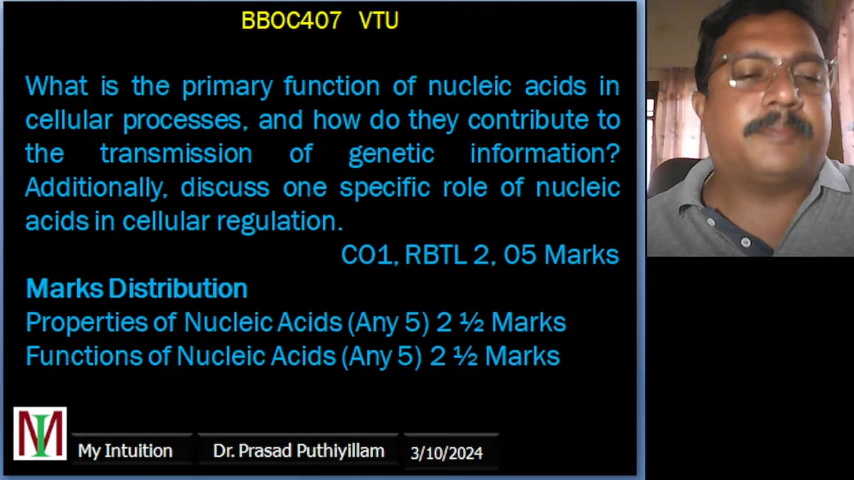 BBOC407 VTU
What is the primary function of nucleic acids in
cellular processes, and how do they contribute to
the transmission of genetic information?
Additionally, discuss one specific role of nucleic
acids in cellular regulation.
CO1, RBTL 2, 05 Marks
Marks Distribution
Properties of Nucleic Acids (Any 5) 2 ½ Marks
Functions of Nucleic Acids (Any 5) 2 ½ Marks
MI My Intuition Dr. Prasad Puthiyillam 3/10/2024